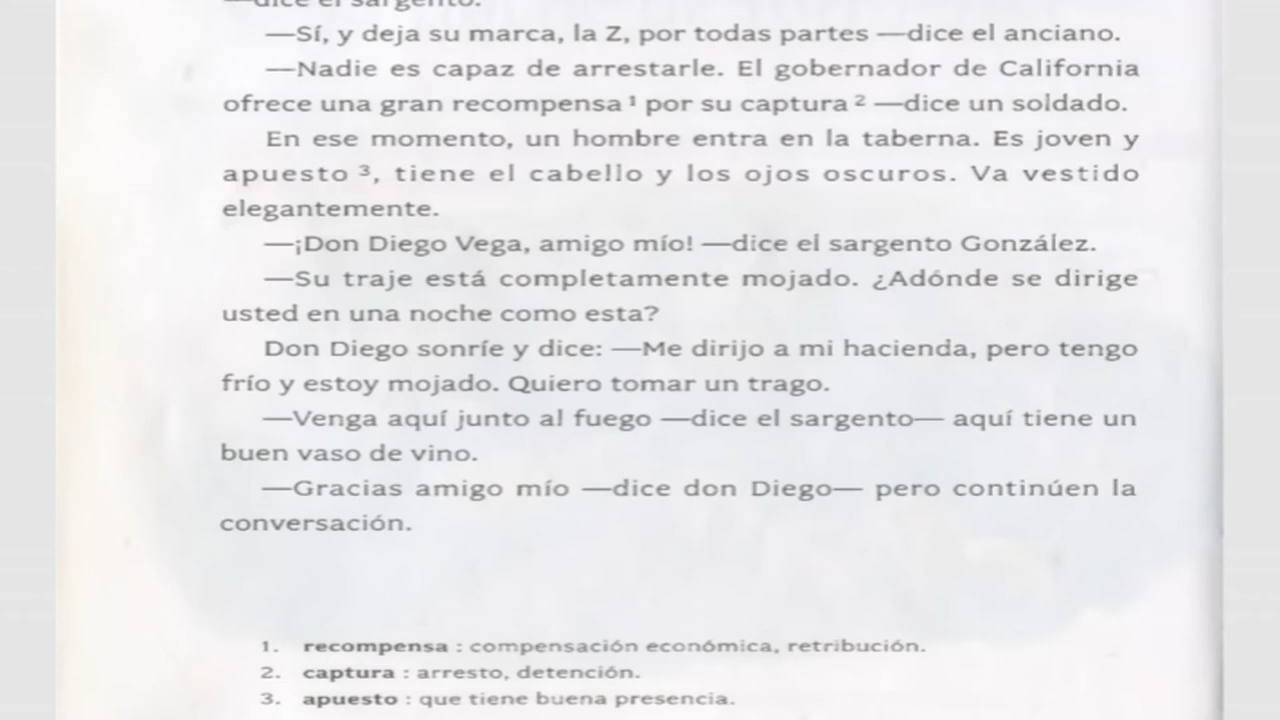 —dice el sargento.
—Sí, y deja su marca, la Z, por todas partes —dice el anciano.
—Nadie es capaz de arrestarle. El gobernador de California
ofrece una gran recompensa ¹ por su captura ² —dice un soldado.
En ese momento, un hombre entra en la taberna. Es joven y
apuesto ³, tiene el cabello y los ojos oscuros. Va vestido
elegantemente.
—¡Don Diego Vega, amigo mío! —dice el sargento González.
—Su traje está completamente mojado. ¿Adónde se dirige
usted en una noche como esta?
Don Diego sonríe y dice: —Me dirijo a mi hacienda, pero tengo
frío y estoy mojado. Quiero tomar un trago.
—Venga aquí junto al fuego —dice el sargento— aquí tiene un
buen vaso de vino.
—Gracias amigo mío —dice don Diego— pero continúen la
conversación.
1. recompensa : compensación económica, retribución.
2. captura : arresto, detención.
3. apuesto : que tiene buena presencia.